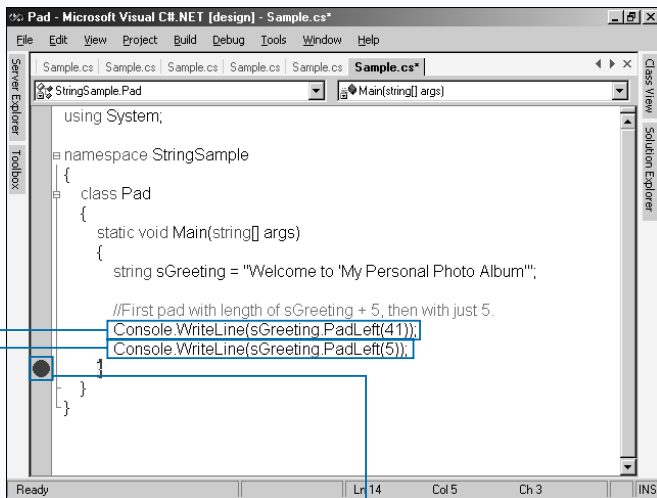 Pad - Microsoft Visual C#.NET [design] - Sample.cs*
File Edit View Project Build Debug Tools Window Help
Sample.cs Sample.cs Sample.cs Sample.cs Sample.cs Sample.cs*
StringSample.Pad Main(string[] args)
Server Explorer
Toolbox
Class View
Solution Explorer
using System;
namespace StringSample
{
class Pad
{
static void Main(string[] args)
{
string sGreeting = "Welcome to 'My Personal Photo Album'";
//First pad with length of sGreeting + 5, then with just 5.
Console.WriteLine(sGreeting.PadLeft(41));
Console.WriteLine(sGreeting.PadLeft(5));
}
}
}
Ready Ln 14 Col 5 Ch 3 INS